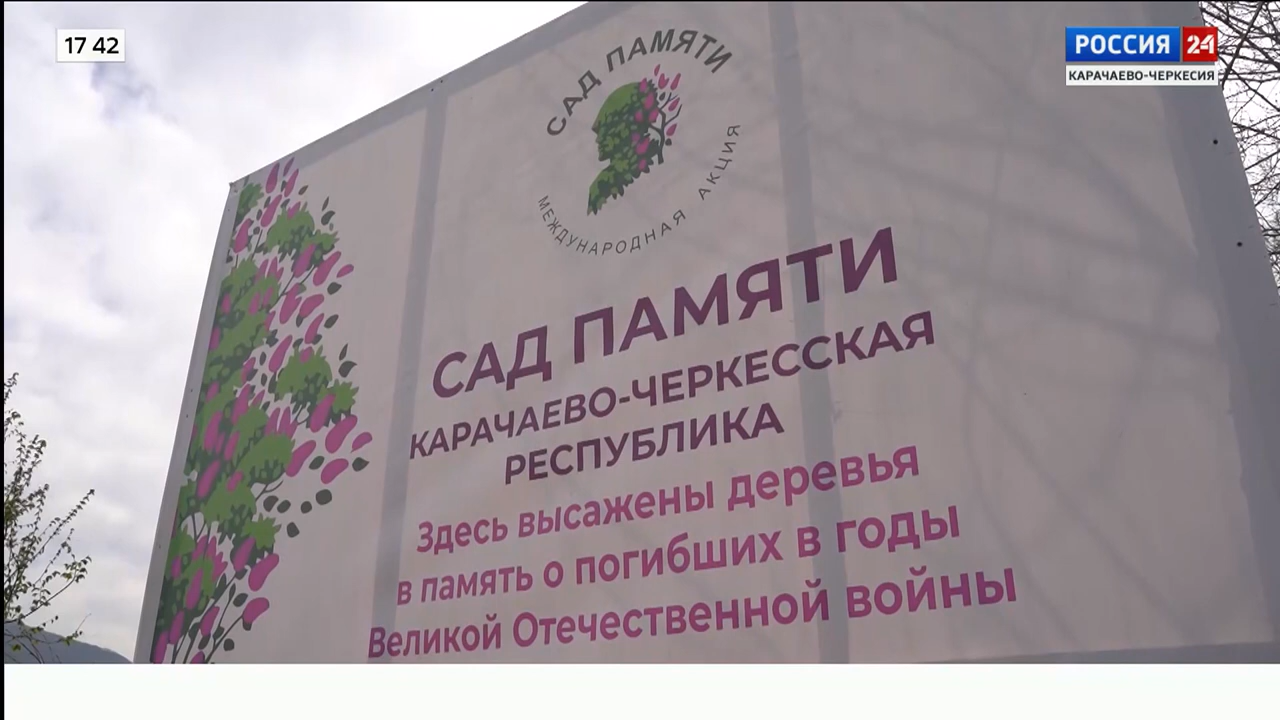 17 42
РОССИЯ 24
КАРАЧАЕВО-ЧЕРКЕСИЯ
САД ПАМЯТИ
МЕЖДУНАРОДНАЯ АКЦИЯ
САД ПАМЯТИ
КАРАЧАЕВО-ЧЕРКЕССКАЯ
РЕСПУБЛИКА
Здесь высажены деревья
в память о погибших в годы
Великой Отечественной войны